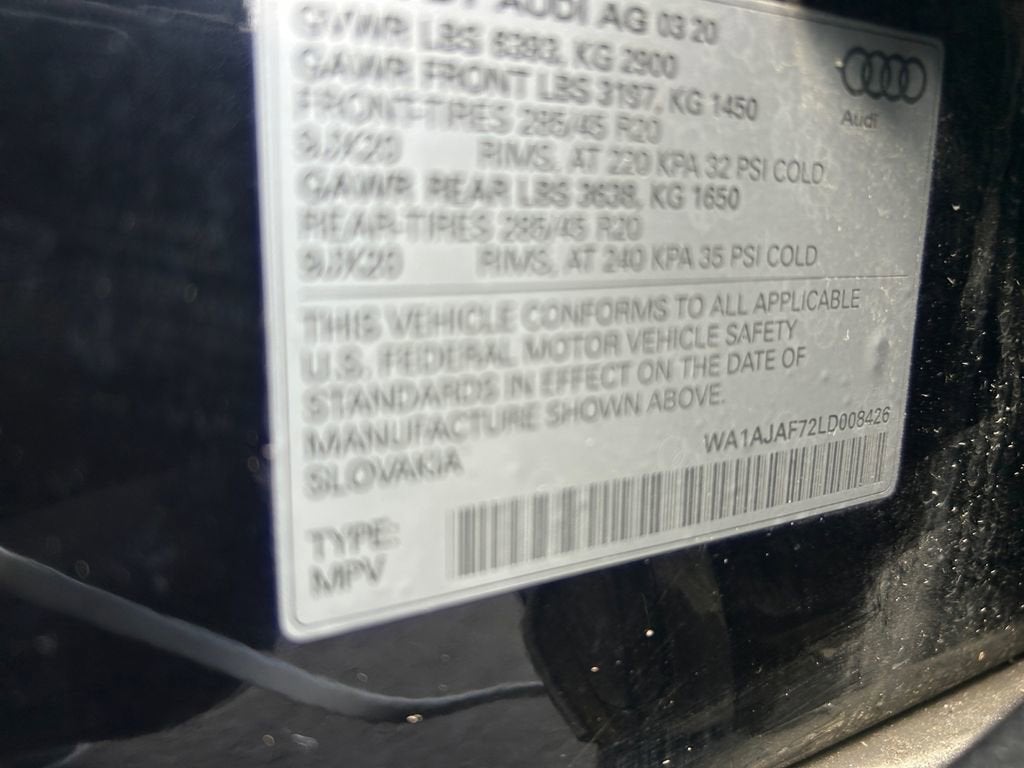 BY AUDI AG 03 20
GVWR LBS 6393, KG 2900
GAWR FRONT LBS 3197, KG 1450
FRONT-TIRES 285/45 R20
9.0X20 RIMS, AT 220 KPA 32 PSI COLD
GAWR REAR LBS 3638, KG 1650
REAR-TIRES 285/45 R20
9.0X20 RIMS, AT 240 KPA 35 PSI COLD
Audi
THIS VEHICLE CONFORMS TO ALL APPLICABLE
U.S. FEDERAL MOTOR VEHICLE SAFETY
STANDARDS IN EFFECT ON THE DATE OF
MANUFACTURE SHOWN ABOVE.
SLOVAKIA
WA1AJAF72LD008426
TYPE:
MPV